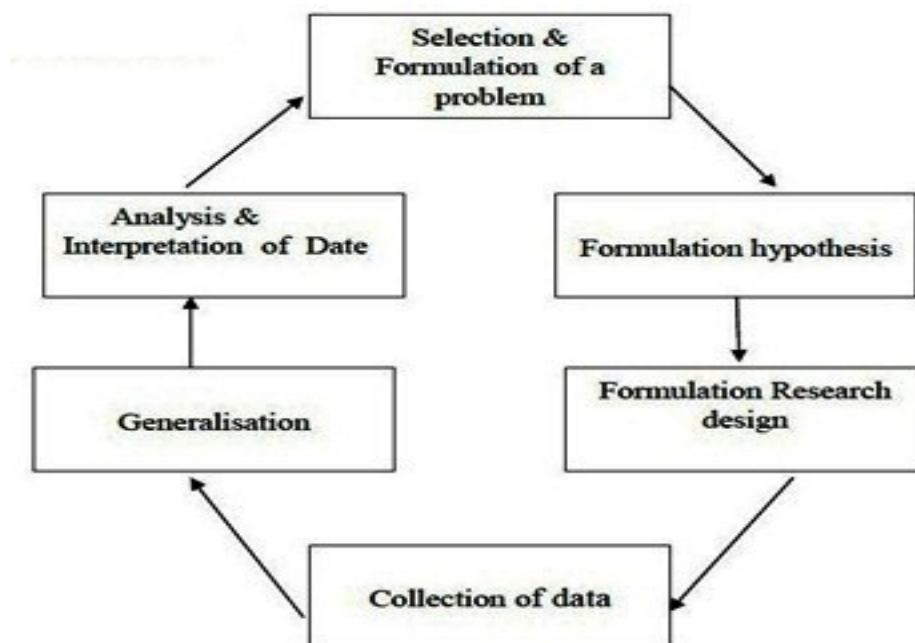 Selection &
Formulation of a
problem
Formulation hypothesis
Formulation Research
design
Collection of data
Generalisation
Analysis &
Interpretation of Date